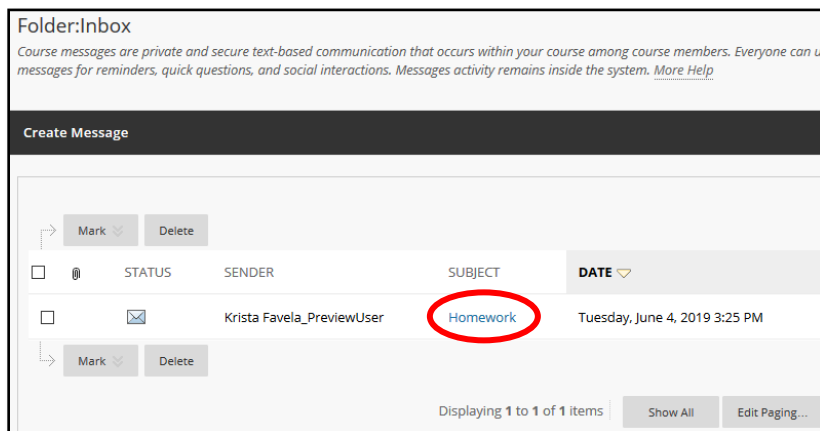 Folder:Inbox
Course messages are private and secure text-based communication that occurs within your course among course members. Everyone can u
messages for reminders, quick questions, and social interactions. Messages activity remains inside the system. More Help
Create Message
Mark Delete
STATUS SENDER SUBJECT DATE
Krista Favela_PreviewUser Homework Tuesday, June 4, 2019 3:25 PM
Mark Delete
Displaying 1 to 1 of 1 items Show All Edit Paging...